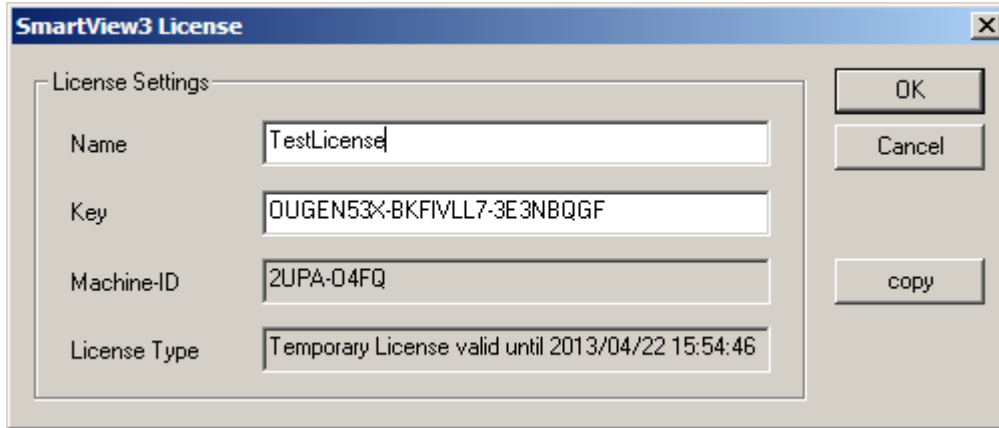 SmartView3 License
License Settings
OK
Name TestLicense
Cancel
Key OUGEN53X-BKFIVLL7-3E3NBQGF
Machine-ID 2UPA-O4FQ
copy
License Type Temporary License valid until 2013/04/22 15:54:46